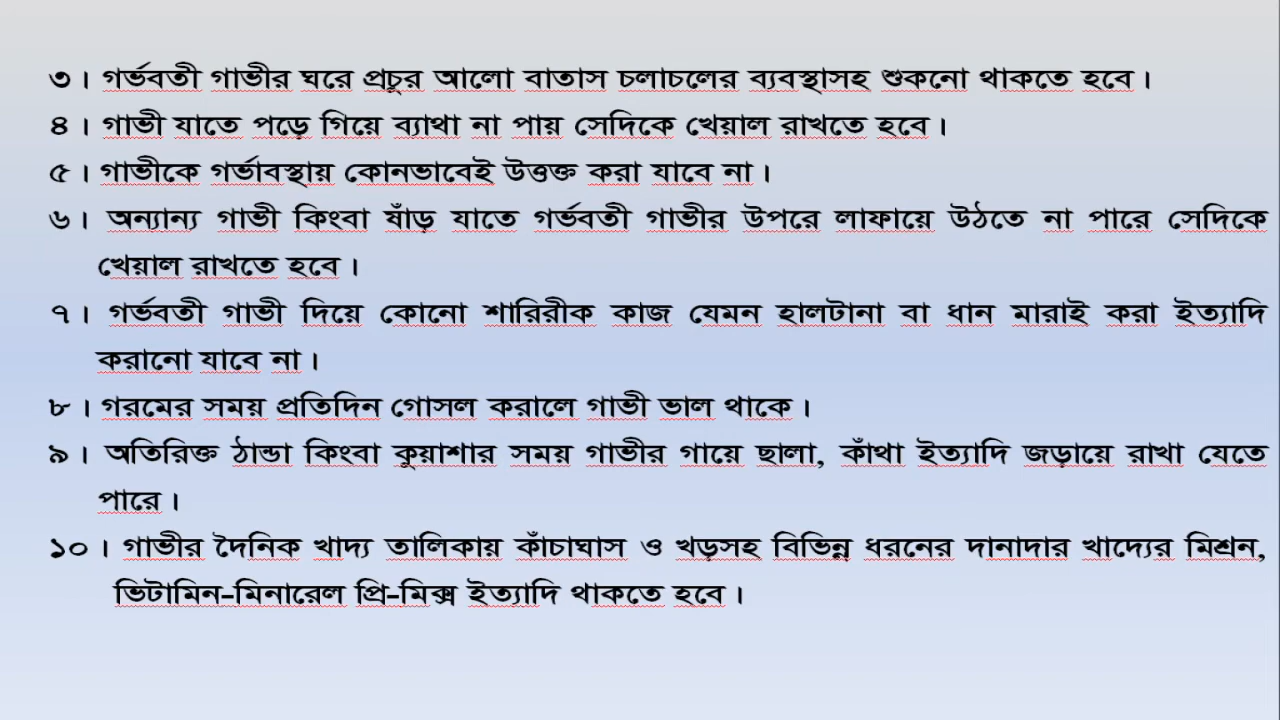 ৩। গর্ভবতী গাভীর ঘরে প্রচুর আলো বাতাস চলাচলের ব্যবস্থাসহ শুকনো থাকতে হবে।
৪। গাভী যাতে পড়ে গিয়ে ব্যাথা না পায় সেদিকে খেয়াল রাখতে হবে।
৫। গাভীকে গর্ভাবস্থায় কোনভাবেই উত্তক্ত করা যাবে না।
৬। অন্যান্য গাভী কিংবা ষাঁড় যাতে গর্ভবতী গাভীর উপরে লাফায়ে উঠতে না পারে সেদিকে
খেয়াল রাখতে হবে।
৭। গর্ভবতী গাভী দিয়ে কোনো শারিরীক কাজ যেমন হালটানা বা ধান মারাই করা ইত্যাদি
করানো যাবে না।
৮। গরমের সময় প্রতিদিন গোসল করালে গাভী ভাল থাকে।
৯। অতিরিক্ত ঠান্ডা কিংবা কুয়াশার সময় গাভীর গায়ে ছালা, কাঁথা ইত্যাদি জড়ায়ে রাখা যেতে
পারে।
১০। গাভীর দৈনিক খাদ্য তালিকায় কাঁচাঘাস ও খড়সহ বিভিন্ন ধরনের দানাদার খাদ্যের মিশ্রন,
ভিটামিন-মিনারেল প্রি-মিক্স ইত্যাদি থাকতে হবে।